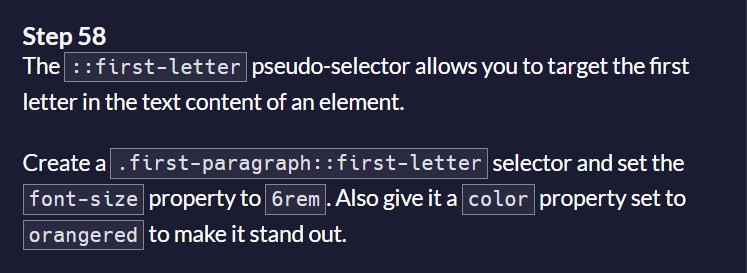 Step 58
The ::first-letter pseudo-selector allows you to target the first
letter in the text content of an element.
Create a .first-paragraph::first-letter selector and set the
font-size property to 6rem. Also give it a color property set to
orangered to make it stand out.